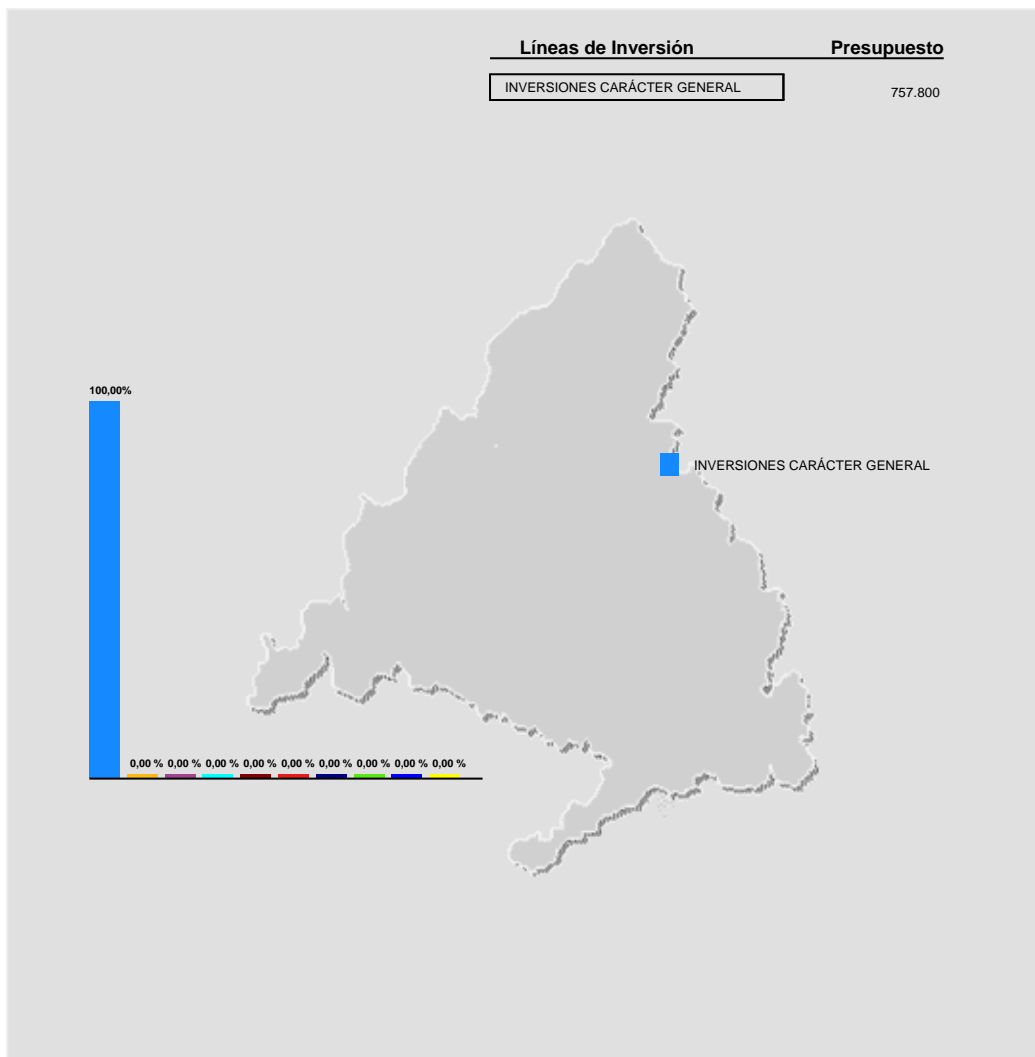 Líneas de Inversión Presupuesto
INVERSIONES CARÁCTER GENERAL 757.800
100,00%
INVERSIONES CARÁCTER GENERAL
0,00 % 0,00 % 0,00 % 0,00 % 0,00 % 0,00 % 0,00 % 0,00 % 0,00 %